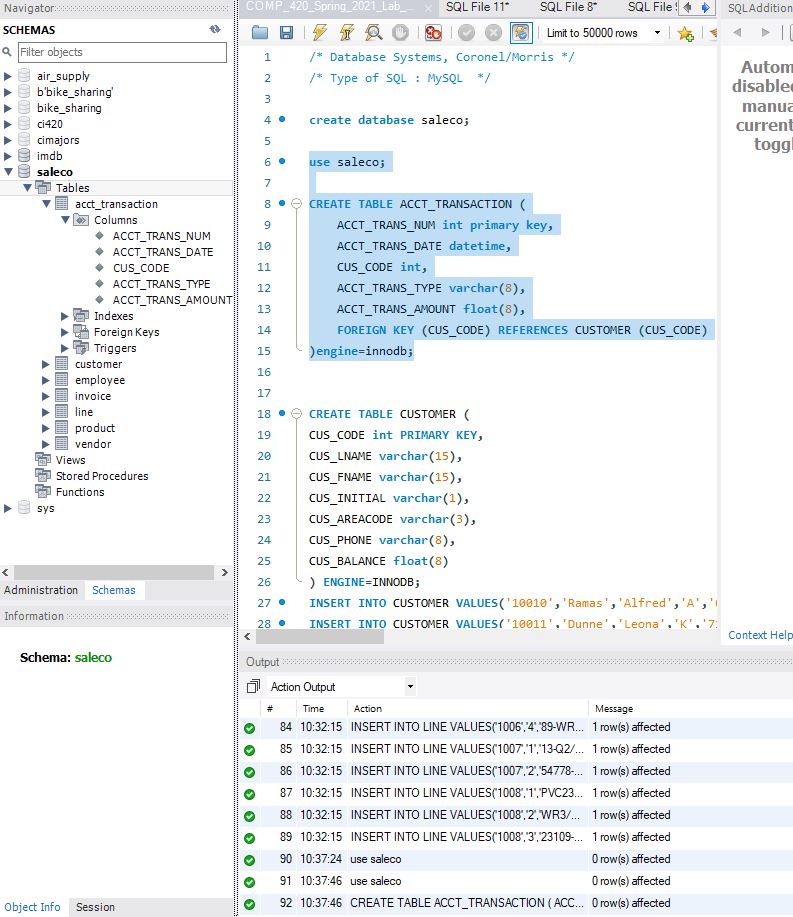 Navigator
SCHEMAS
Filter objects
air_supply
b'bike_sharing'
bike_sharing
ci420
cimajors
imdb
saleco
Tables
acct_transaction
Columns
ACCT_TRANS_NUM
ACCT_TRANS_DATE
CUS_CODE
ACCT_TRANS_TYPE
ACCT_TRANS_AMOUNT
Indexes
Foreign Keys
Triggers
customer
employee
invoice
line
product
vendor
Views
Stored Procedures
Functions
sys
Administration Schemas
Information
Schema: saleco
Object Info Session
COMP_420_Spring_2021_Lab_... SQL File 11* SQL File 8* SQL File
Limit to 50000 rows
1 /* Database Systems, Coronel/Morris */
2 /* Type of SQL : MySQL */
3
4 create database saleco;
5
6 use saleco;
7
8 CREATE TABLE ACCT_TRANSACTION (
9 ACCT_TRANS_NUM int primary key,
10 ACCT_TRANS_DATE datetime,
11 CUS_CODE int,
12 ACCT_TRANS_TYPE varchar(8),
13 ACCT_TRANS_AMOUNT float(8),
14 FOREIGN KEY (CUS_CODE) REFERENCES CUSTOMER (CUS_CODE)
15 )engine=innodb;
16
17
18 CREATE TABLE CUSTOMER (
19 CUS_CODE int PRIMARY KEY,
20 CUS_LNAME varchar(15),
21 CUS_FNAME varchar(15),
22 CUS_INITIAL varchar(1),
23 CUS_AREACODE varchar(3),
24 CUS_PHONE varchar(8),
25 CUS_BALANCE float(8)
26 ) ENGINE=INNODB;
27 INSERT INTO CUSTOMER VALUES('10010','Ramas','Alfred','A','
28 INSERT INTO CUSTOMER VALUES('10011','Dunne','Leona','K','7
SQLAddition
Autom
disabled
manua
current
toggl
Context Help
Output
Action Output
# Time Action Message
84 10:32:15 INSERT INTO LINE VALUES('1006','4','89-WR... 1 row(s) affected
85 10:32:15 INSERT INTO LINE VALUES('1007','1','13-Q2/... 1 row(s) affected
86 10:32:15 INSERT INTO LINE VALUES('1007','2','54778-... 1 row(s) affected
87 10:32:15 INSERT INTO LINE VALUES('1008','1','PVC23... 1 row(s) affected
88 10:32:15 INSERT INTO LINE VALUES('1008','2','WR3/... 1 row(s) affected
89 10:32:15 INSERT INTO LINE VALUES('1008','3','23109-... 1 row(s) affected
90 10:37:24 use saleco 0 row(s) affected
91 10:37:46 use saleco 0 row(s) affected
92 10:37:46 CREATE TABLE ACCT_TRANSACTION ( ACC... 0 row(s) affected